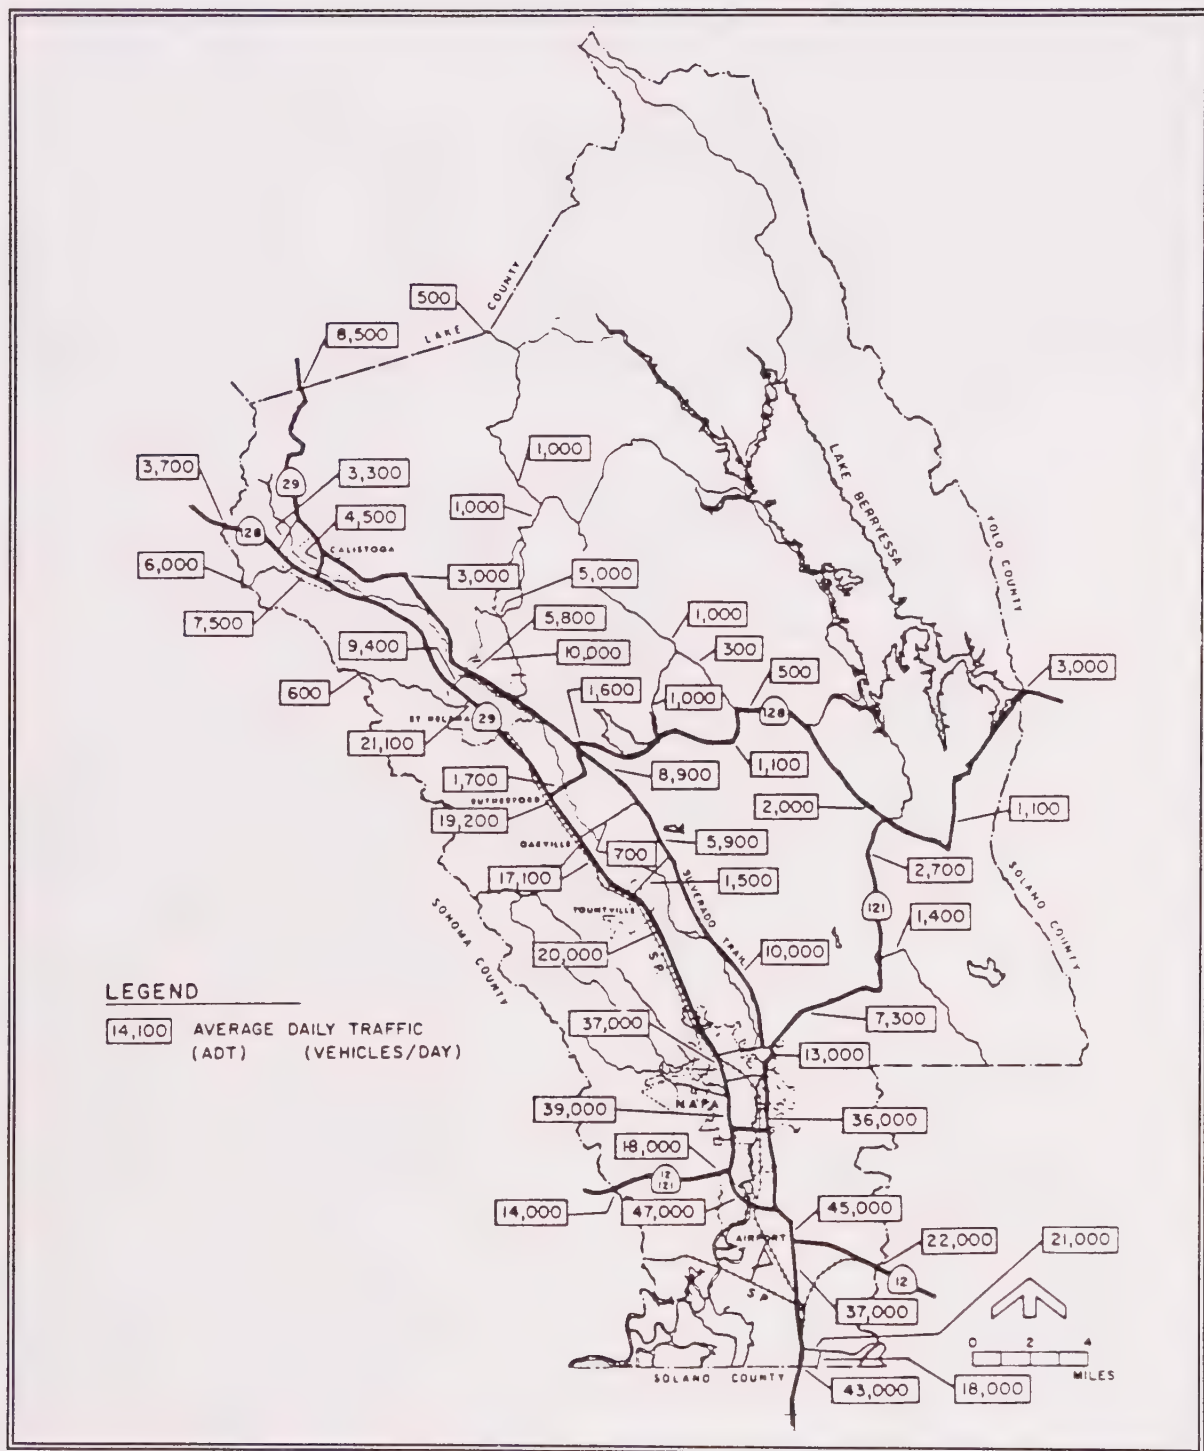 500
LAKE COUNTY
8,500
3,700
29
3,300
1,000
LAKE BERRYESSA
128
4,500
1,000
CALISTOGA
YOLO COUNTY
6,000
3,000
5,000
7,500
5,800
1,000
9,400
10,000
300
600
1,600
500
3,000
1,000
128
ST HELENA
29
21,100
8,900
1,100
1,700
RUTHERFORD
19,200
2,000
1,100
OAKVILLE
700
5,900
17,100
1,500
2,700
SILVERADO TRAIL
SOLANO COUNTY
SONOMA COUNTY
YOUNTVILLE
121
1,400
20,000
S.P.
10,000
LEGEND
14,100 AVERAGE DAILY TRAFFIC
(ADT) (VEHICLES/DAY)
37,000
7,300
13,000
NAPA
39,000
36,000
18,000
12
121
14,000
47,000
45,000
AIRPORT
22,000
21,000
12
S.P.
37,000
0 2 4
MILES
SOLANO COUNTY
43,000
18,000